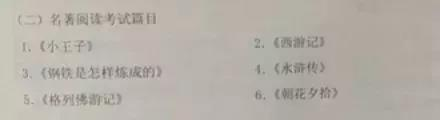 （二）名著阅读考试篇目
1.《小王子》 2.《西游记》
3.《钢铁是怎样炼成的》 4.《水浒传》
5.《格列佛游记》 6.《朝花夕拾》